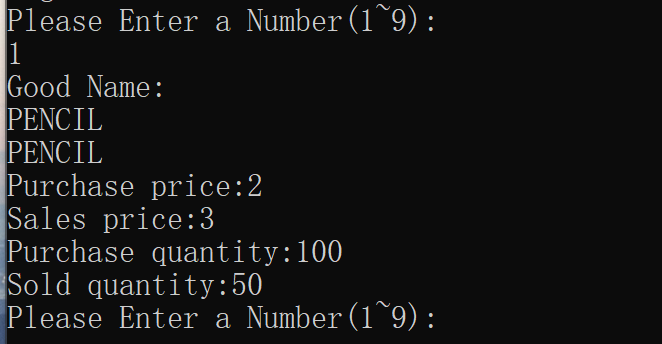 Please Enter a Number(1~9):
1
Good Name:
PENCIL
PENCIL
Purchase price:2
Sales price:3
Purchase quantity:100
Sold quantity:50
Please Enter a Number(1~9):